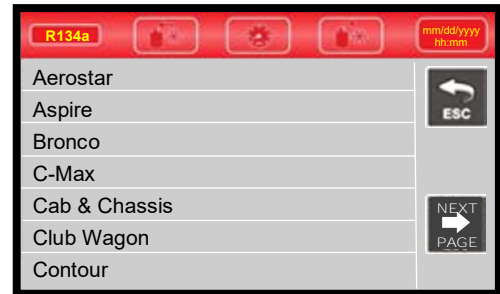 R134a
mm/dd/yyyy
hh:mm
Aerostar
Aspire
Bronco
C-Max
Cab & Chassis
Club Wagon
Contour
ESC
NEXT
PAGE